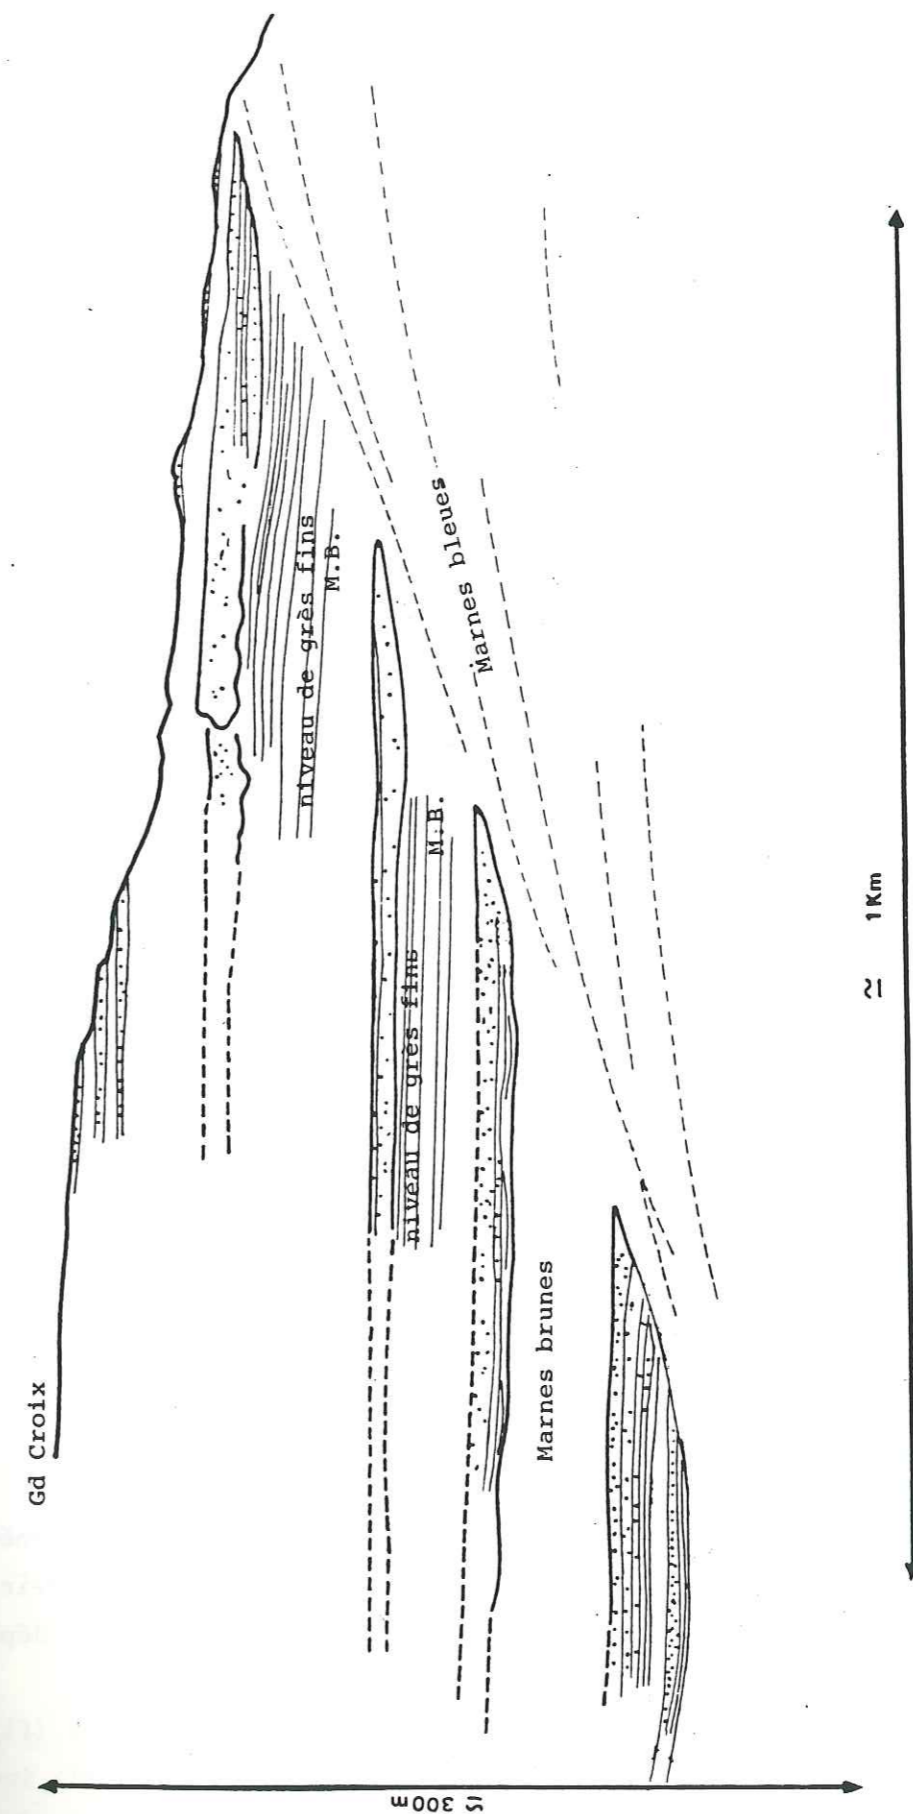 Gd Croix
niveau de grès fins
M.B.
Marnes bleues
niveau de grès fins
M.B.
Marnes brunes
≃ 1Km
≃ 300m